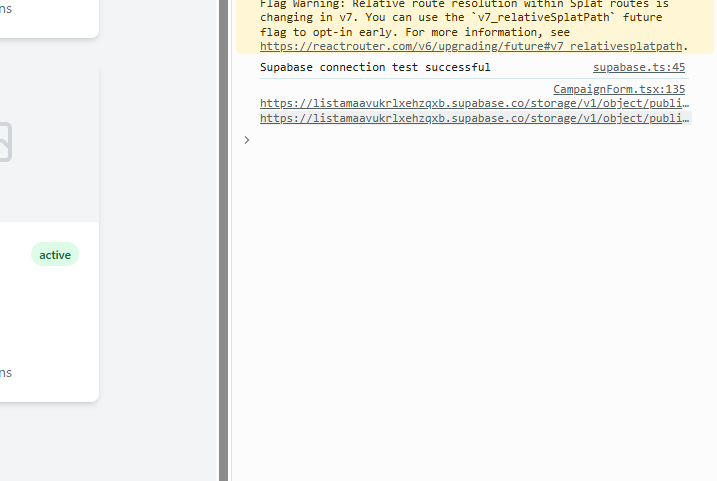 ns
active
ns
Flag Warning: Relative route resolution within Splat routes is
changing in v7. You can use the `v7_relativeSplatPath` future
flag to opt-in early. For more information, see
https://reactrouter.com/v6/upgrading/future#v7_relativesplatpath.
Supabase connection test successful supabase.ts:45
CampaignForm.tsx:135
https://listamaavukrlxehzqxb.supabase.co/storage/v1/object/publi…
https://listamaavukrlxehzqxb.supabase.co/storage/v1/object/publi…